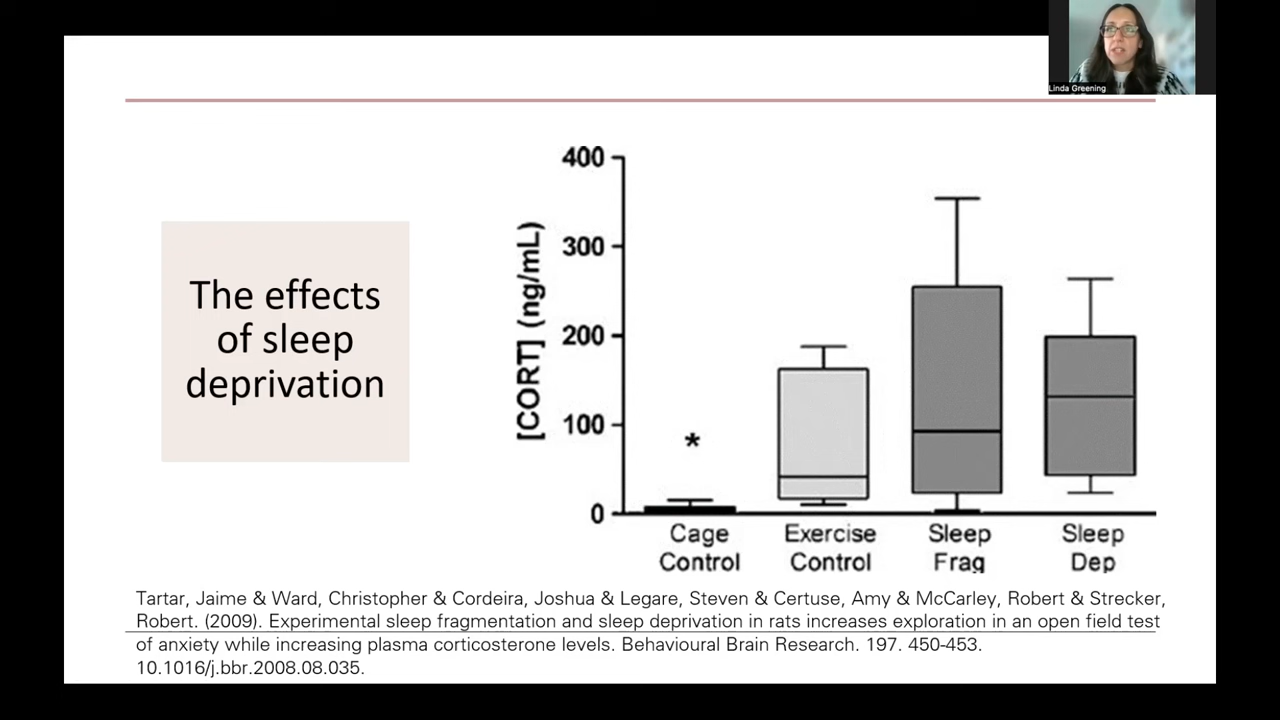 Linda Greening
The effects
of sleep
deprivation
[CORT] (ng/mL)
400
300
200
100
0
*
Cage
Control
Exercise
Control
Sleep
Frag
Sleep
Dep
Tartar, Jaime & Ward, Christopher & Cordeira, Joshua & Legare, Steven & Certuse, Amy & McCarley, Robert & Strecker,
Robert. (2009). Experimental sleep fragmentation and sleep deprivation in rats increases exploration in an open field test
of anxiety while increasing plasma corticosterone levels. Behavioural Brain Research. 197. 450-453.
10.1016/j.bbr.2008.08.035.